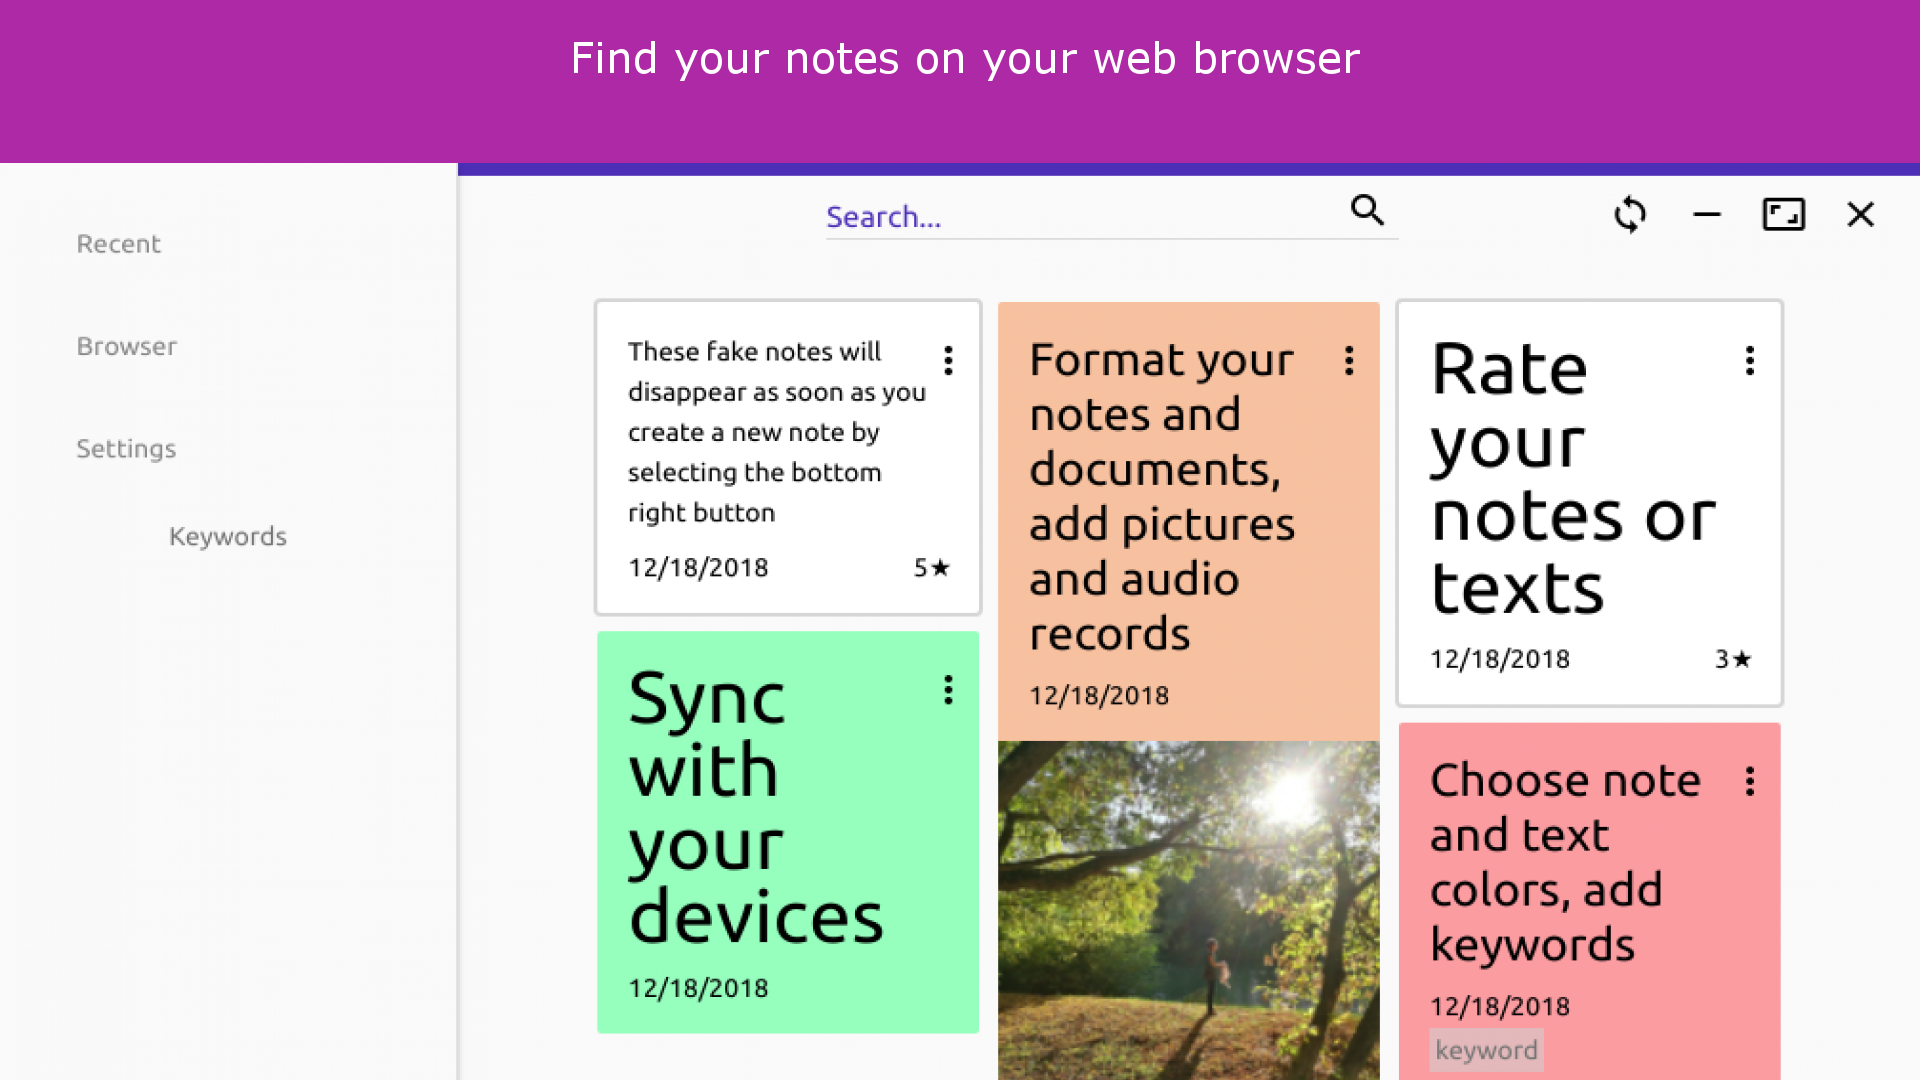 Find your notes on your web browser
Recent
Browser
Settings
Keywords
Search...
These fake notes will
disappear as soon as you
create a new note by
selecting the bottom
right button
12/18/2018 5★
Sync
with
your
devices
12/18/2018
Format your
notes and
documents,
add pictures
and audio
records
12/18/2018
Rate
your
notes or
texts
12/18/2018 3★
Choose note
and text
colors, add
keywords
12/18/2018
keyword